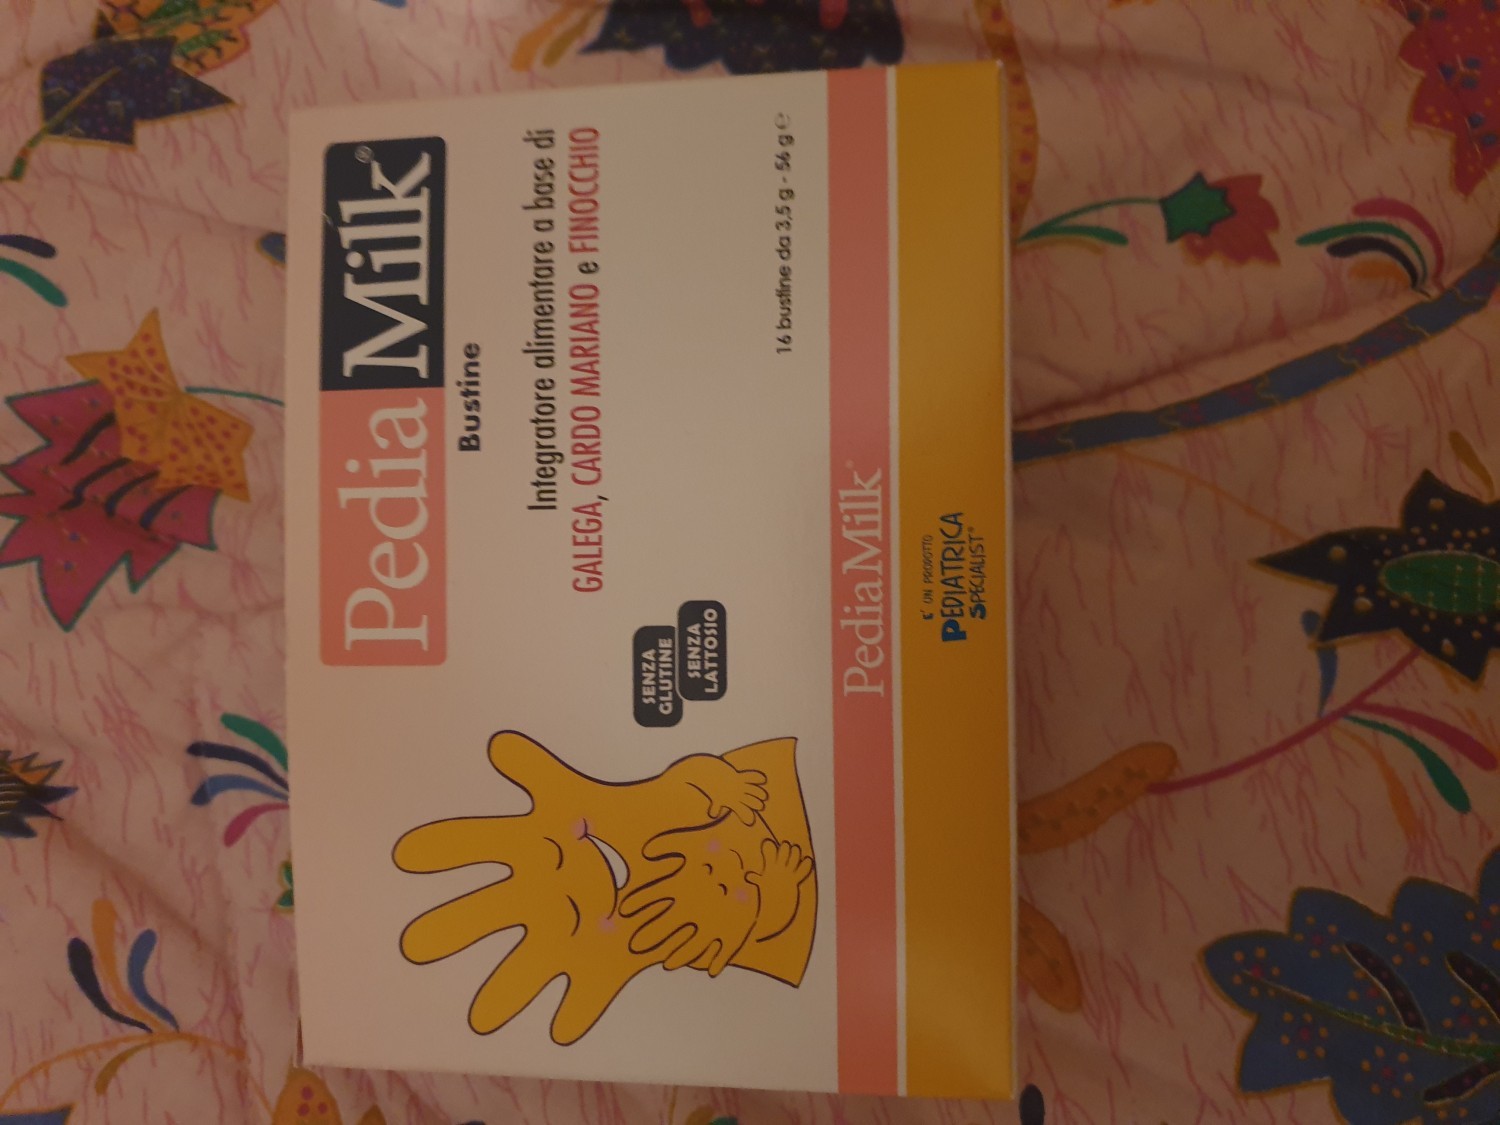 PediaMilk®
Bustine
Integratore alimentare a base di
GALEGA, CARDO MARIANO e FINOCCHIO
SENZA
GLUTINE
SENZA
LATTOSIO
16 bustine da 3,5 g - 56 g ℮
PediaMilk®
E' UN PRODOTTO
PEDIATRICA
SPECIALIST®